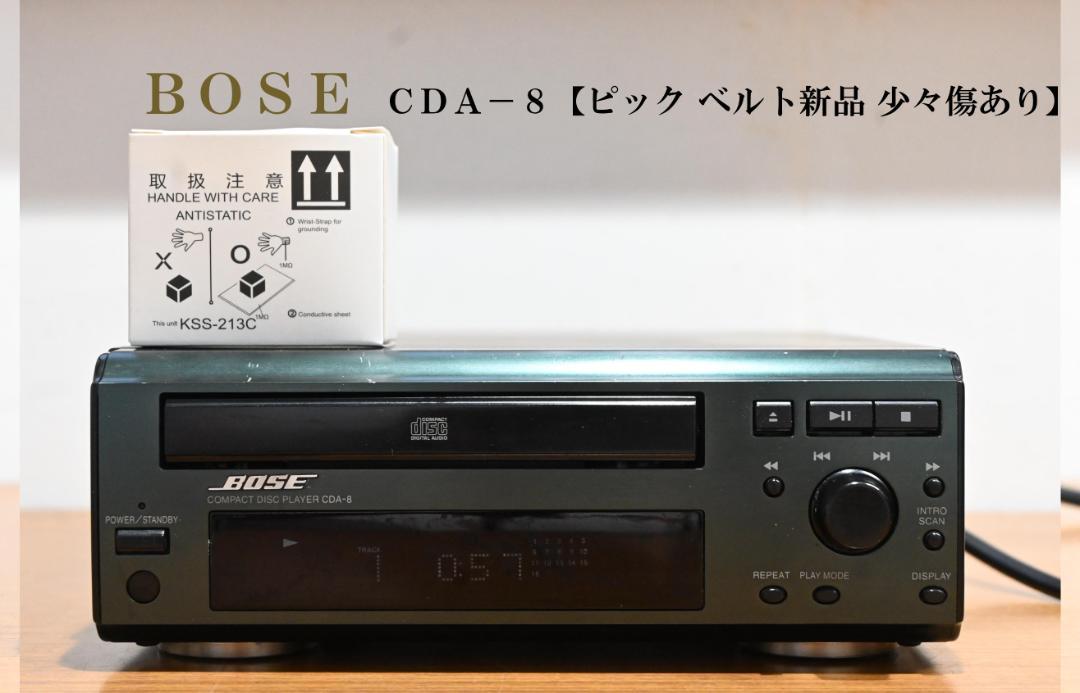 BOSE CDA－8【ピック ベルト新品 少々傷あり】
取 扱 注 意
HANDLE WITH CARE
ANTISTATIC
① Wrist-Strap for
grounding
X O
1MΩ
1MΩ
② Conductive sheet
This unit KSS-213C
COMPACT
disc
DIGITAL AUDIO
BOSE
COMPACT DISC PLAYER CDA-8
POWER/STANDBY
TRACK
1 0:57
1 2 3 4 5
6 7 8 9 10
11 12 13 14 15
16
INTRO
SCAN
REPEAT PLAY MODE DISPLAY